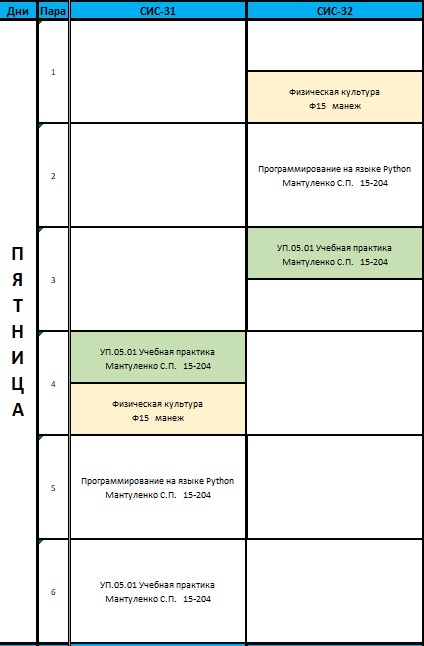 Дни Пара СИС-31 СИС-32
ПЯТНИЦА
1
Физическая культура
Ф15 манеж
2
Программирование на языке Python
Мантуленко С.П. 15-204
3
УП.05.01 Учебная практика
Мантуленко С.П. 15-204
4
УП.05.01 Учебная практика
Мантуленко С.П. 15-204
Физическая культура
Ф15 манеж
5
Программирование на языке Python
Мантуленко С.П. 15-204
6
УП.05.01 Учебная практика
Мантуленко С.П. 15-204